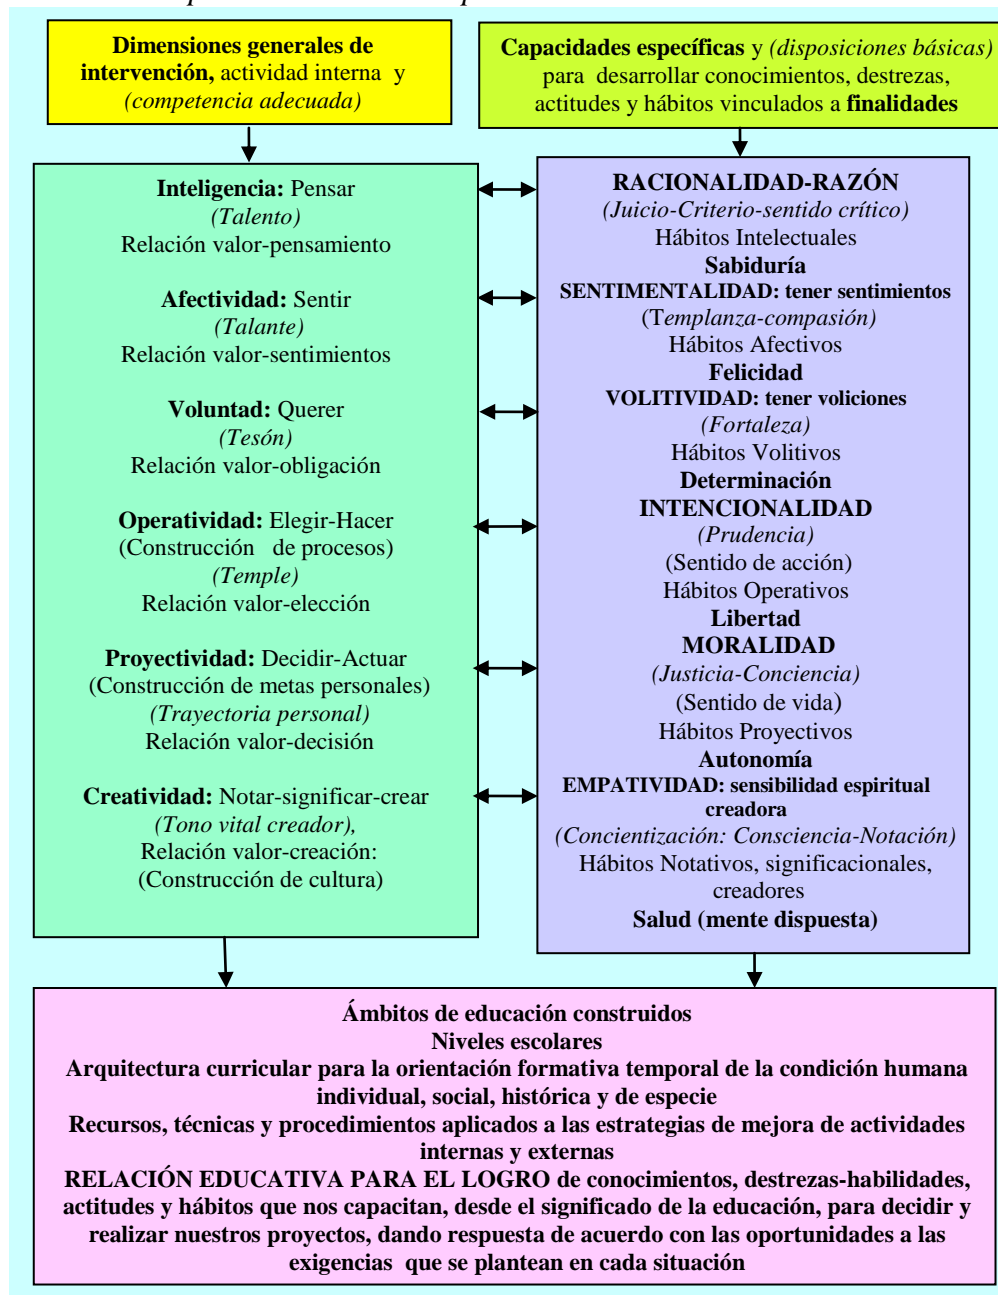 Dimensiones generales de
intervención, actividad interna y
(competencia adecuada)
Capacidades específicas y (disposiciones básicas)
para desarrollar conocimientos, destrezas,
actitudes y hábitos vinculados a finalidades
Inteligencia: Pensar
(Talento)
Relación valor-pensamiento
Afectividad: Sentir
(Talante)
Relación valor-sentimientos
Voluntad: Querer
(Tesón)
Relación valor-obligación
Operatividad: Elegir-Hacer
(Construcción de procesos)
(Temple)
Relación valor-elección
Proyectividad: Decidir-Actuar
(Construcción de metas personales)
(Trayectoria personal)
Relación valor-decisión
Creatividad: Notar-significar-crear
(Tono vital creador),
Relación valor-creación:
(Construcción de cultura)
RACIONALIDAD-RAZÓN
(Juicio-Criterio-sentido crítico)
Hábitos Intelectuales
Sabiduría
SENTIMENTALIDAD: tener sentimientos
(Templanza-compasión)
Hábitos Afectivos
Felicidad
VOLITIVIDAD: tener voliciones
(Fortaleza)
Hábitos Volitivos
Determinación
INTENCIONALIDAD
(Prudencia)
(Sentido de acción)
Hábitos Operativos
Libertad
MORALIDAD
(Justicia-Conciencia)
(Sentido de vida)
Hábitos Proyectivos
Autonomía
EMPATIVIDAD: sensibilidad espiritual
creadora
(Concientización: Consciencia-Notación)
Hábitos Notativos, significacionales,
creadores
Salud (mente dispuesta)
Ámbitos de educación construidos
Niveles escolares
Arquitectura curricular para la orientación formativa temporal de la condición humana
individual, social, histórica y de especie
Recursos, técnicas y procedimientos aplicados a las estrategias de mejora de actividades
internas y externas
RELACIÓN EDUCATIVA PARA EL LOGRO de conocimientos, destrezas-habilidades,
actitudes y hábitos que nos capacitan, desde el significado de la educación, para decidir y
realizar nuestros proyectos, dando respuesta de acuerdo con las oportunidades a las
exigencias que se plantean en cada situación